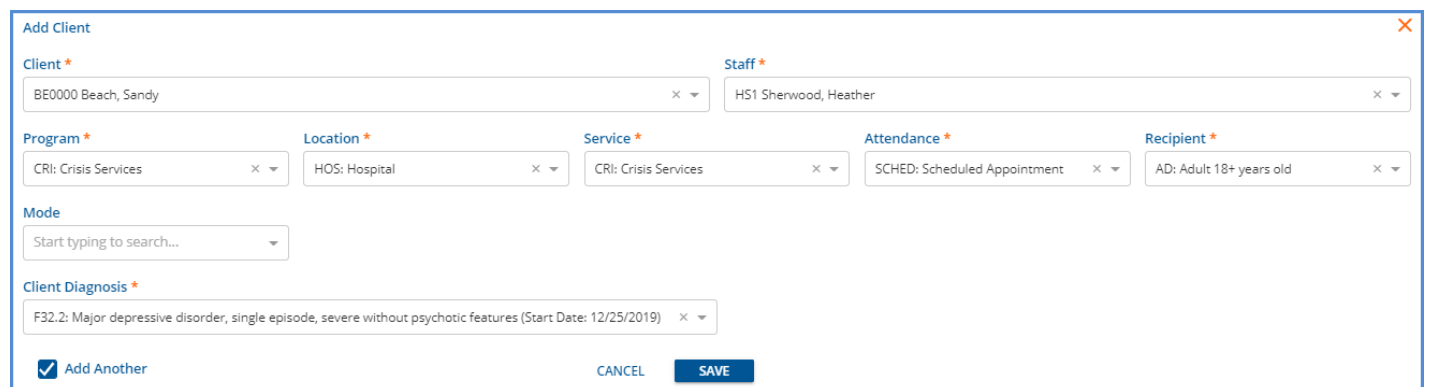 Add Client
Client *
Staff *
BE0000 Beach, Sandy
HS1 Sherwood, Heather
Program *
Location *
Service *
Attendance *
Recipient *
CRI: Crisis Services
HOS: Hospital
CRI: Crisis Services
SCHED: Scheduled Appointment
AD: Adult 18+ years old
Mode
Start typing to search...
Client Diagnosis *
F32.2: Major depressive disorder, single episode, severe without psychotic features (Start Date: 12/25/2019)
Add Another
CANCEL
SAVE